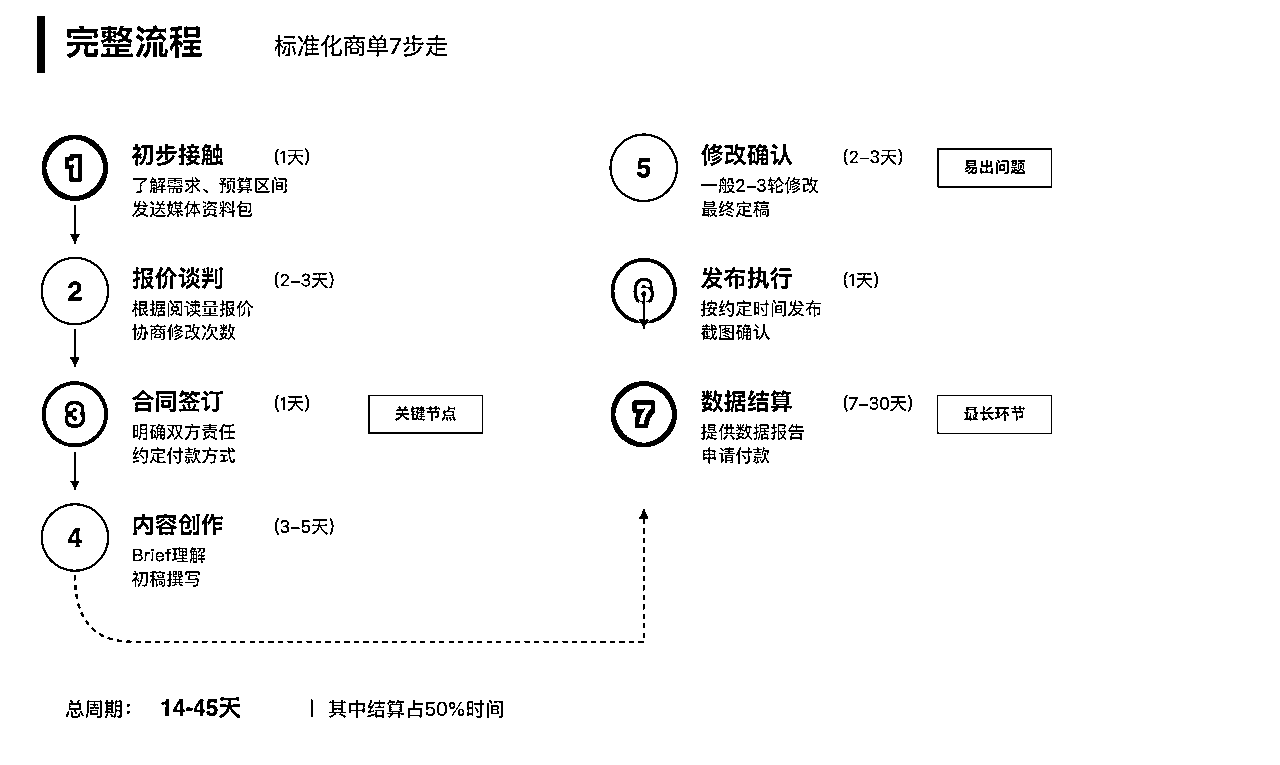 完整流程 标准化商单7步走
1 初步接触 (1天)
了解需求、预算区间
发送媒体资料包
2 报价谈判 (2–3天)
根据阅读量报价
协商修改次数
3 合同签订 (1天) 关键节点
明确双方责任
约定付款方式
4 内容创作 (3–5天)
Brief理解
初稿撰写
5 修改确认 (2–3天) 易出问题
一般2–3轮修改
最终定稿
6 发布执行 (1天)
按约定时间发布
截图确认
7 数据结算 (7–30天) 最长环节
提供数据报告
申请付款
总周期: 14-45天 | 其中结算占50%时间